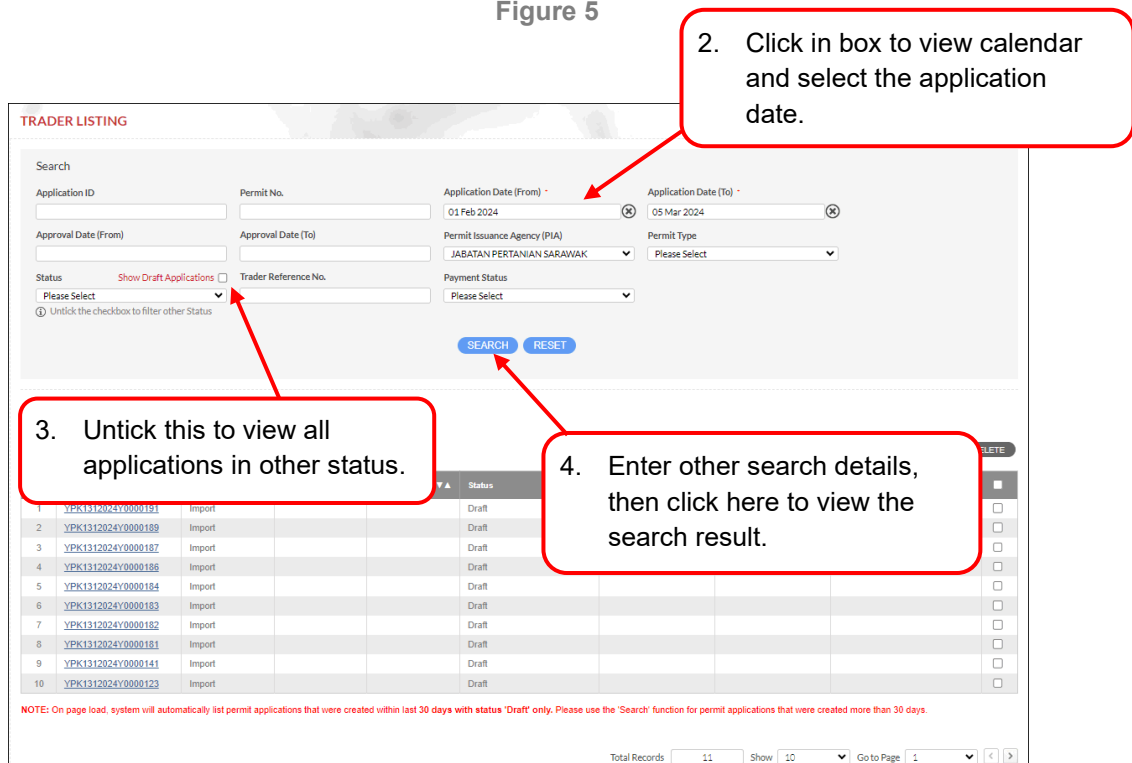 Figure 5
2. Click in box to view calendar
and select the application
date.
TRADER LISTING
Search
Application ID Permit No. Application Date (From) * Application Date (To) *
01 Feb 2024 05 Mar 2024
Approval Date (From) Approval Date (To) Permit Issuance Agency (PIA) Permit Type
JABATAN PERTANIAN SARAWAK Please Select
Status Show Draft Applications Trader Reference No. Payment Status
Please Select Please Select
Untick the checkbox to filter other Status
SEARCH RESET
3. Untick this to view all
applications in other status.
4. Enter other search details,
then click here to view the
search result.
Status
1 YPK1312024Y0000191 Import Draft
2 YPK1312024Y0000189 Import Draft
3 YPK1312024Y0000187 Import Draft
4 YPK1312024Y0000186 Import Draft
5 YPK1312024Y0000184 Import Draft
6 YPK1312024Y0000183 Import Draft
7 YPK1312024Y0000182 Import Draft
8 YPK1312024Y0000181 Import Draft
9 YPK1312024Y0000141 Import Draft
10 YPK1312024Y0000123 Import Draft
NOTE: On page load, system will automatically list permit applications that were created within last 30 days with status 'Draft' only. Please use the 'Search' function for permit applications that were created more than 30 days.
Total Records 11 Show 10 Go to Page 1 < >